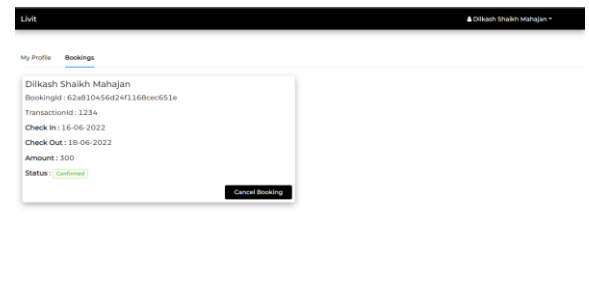 Livit
Dilkash Shaikh Mahajan
My Profile Bookings
Dilkash Shaikh Mahajan
BookingId : 62a810456d24f1168cec651e
TransactionId : 1234
Check In : 16-06-2022
Check Out : 18-06-2022
Amount : 300
Status : Confirmed
Cancel Booking